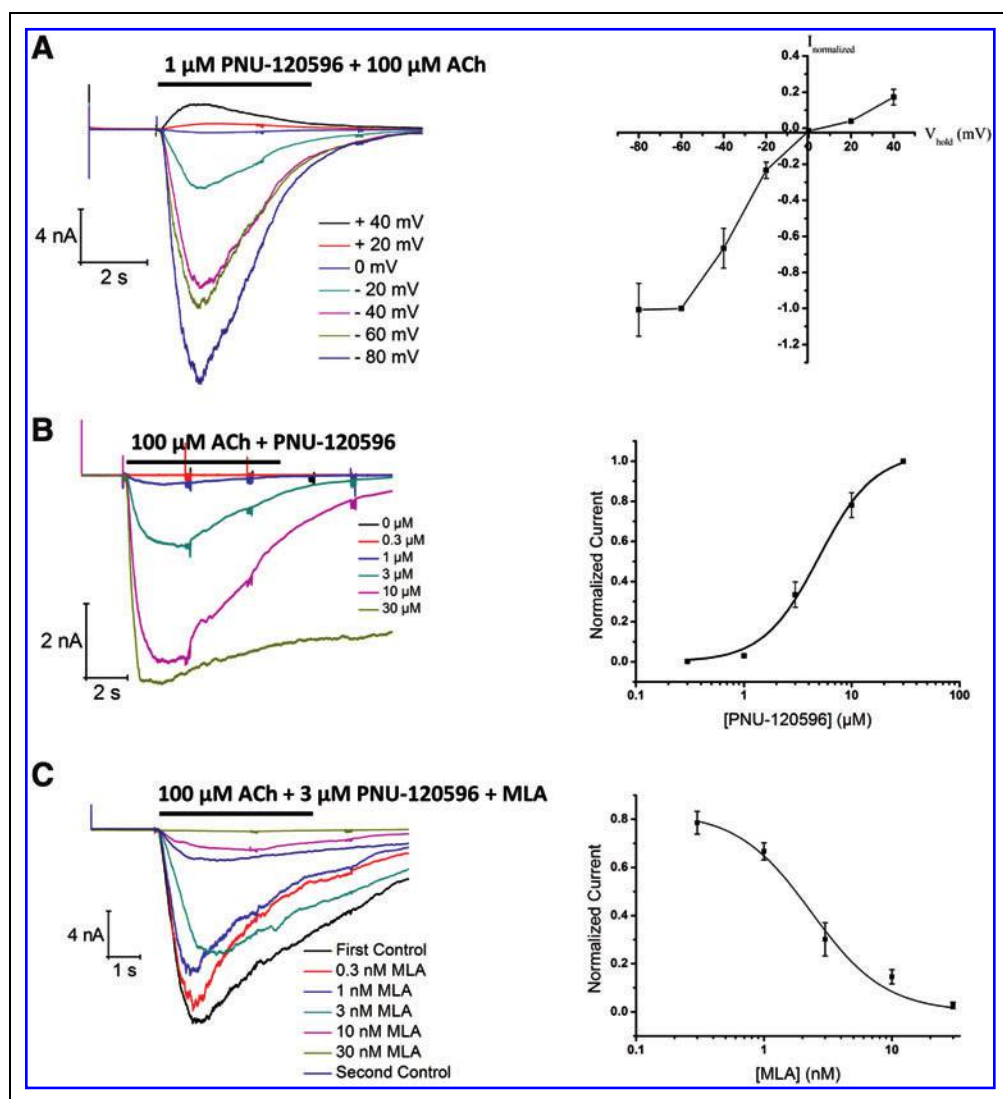 A
1 µM PNU-120596 + 100 µM ACh
4 nA
2 s
+ 40 mV
+ 20 mV
0 mV
- 20 mV
- 40 mV
- 60 mV
- 80 mV
I normalized
0.4
0.2
0.0
-0.2
-0.4
-0.6
-0.8
-1.0
-1.2
-80 -60 -40 -20 0 20 40
V hold (mV)
B
100 µM ACh + PNU-120596
2 nA
2 s
0 µM
0.3 µM
1 µM
3 µM
10 µM
30 µM
Normalized Current
1.0
0.8
0.6
0.4
0.2
0.0
0.1 1 10 100
[PNU-120596] (µM)
C
100 µM ACh + 3 µM PNU-120596 + MLA
4 nA
1 s
First Control
0.3 nM MLA
1 nM MLA
3 nM MLA
10 nM MLA
30 nM MLA
Second Control
Normalized Current
0.8
0.6
0.4
0.2
0.0
0.1 1 10
[MLA] (nM)